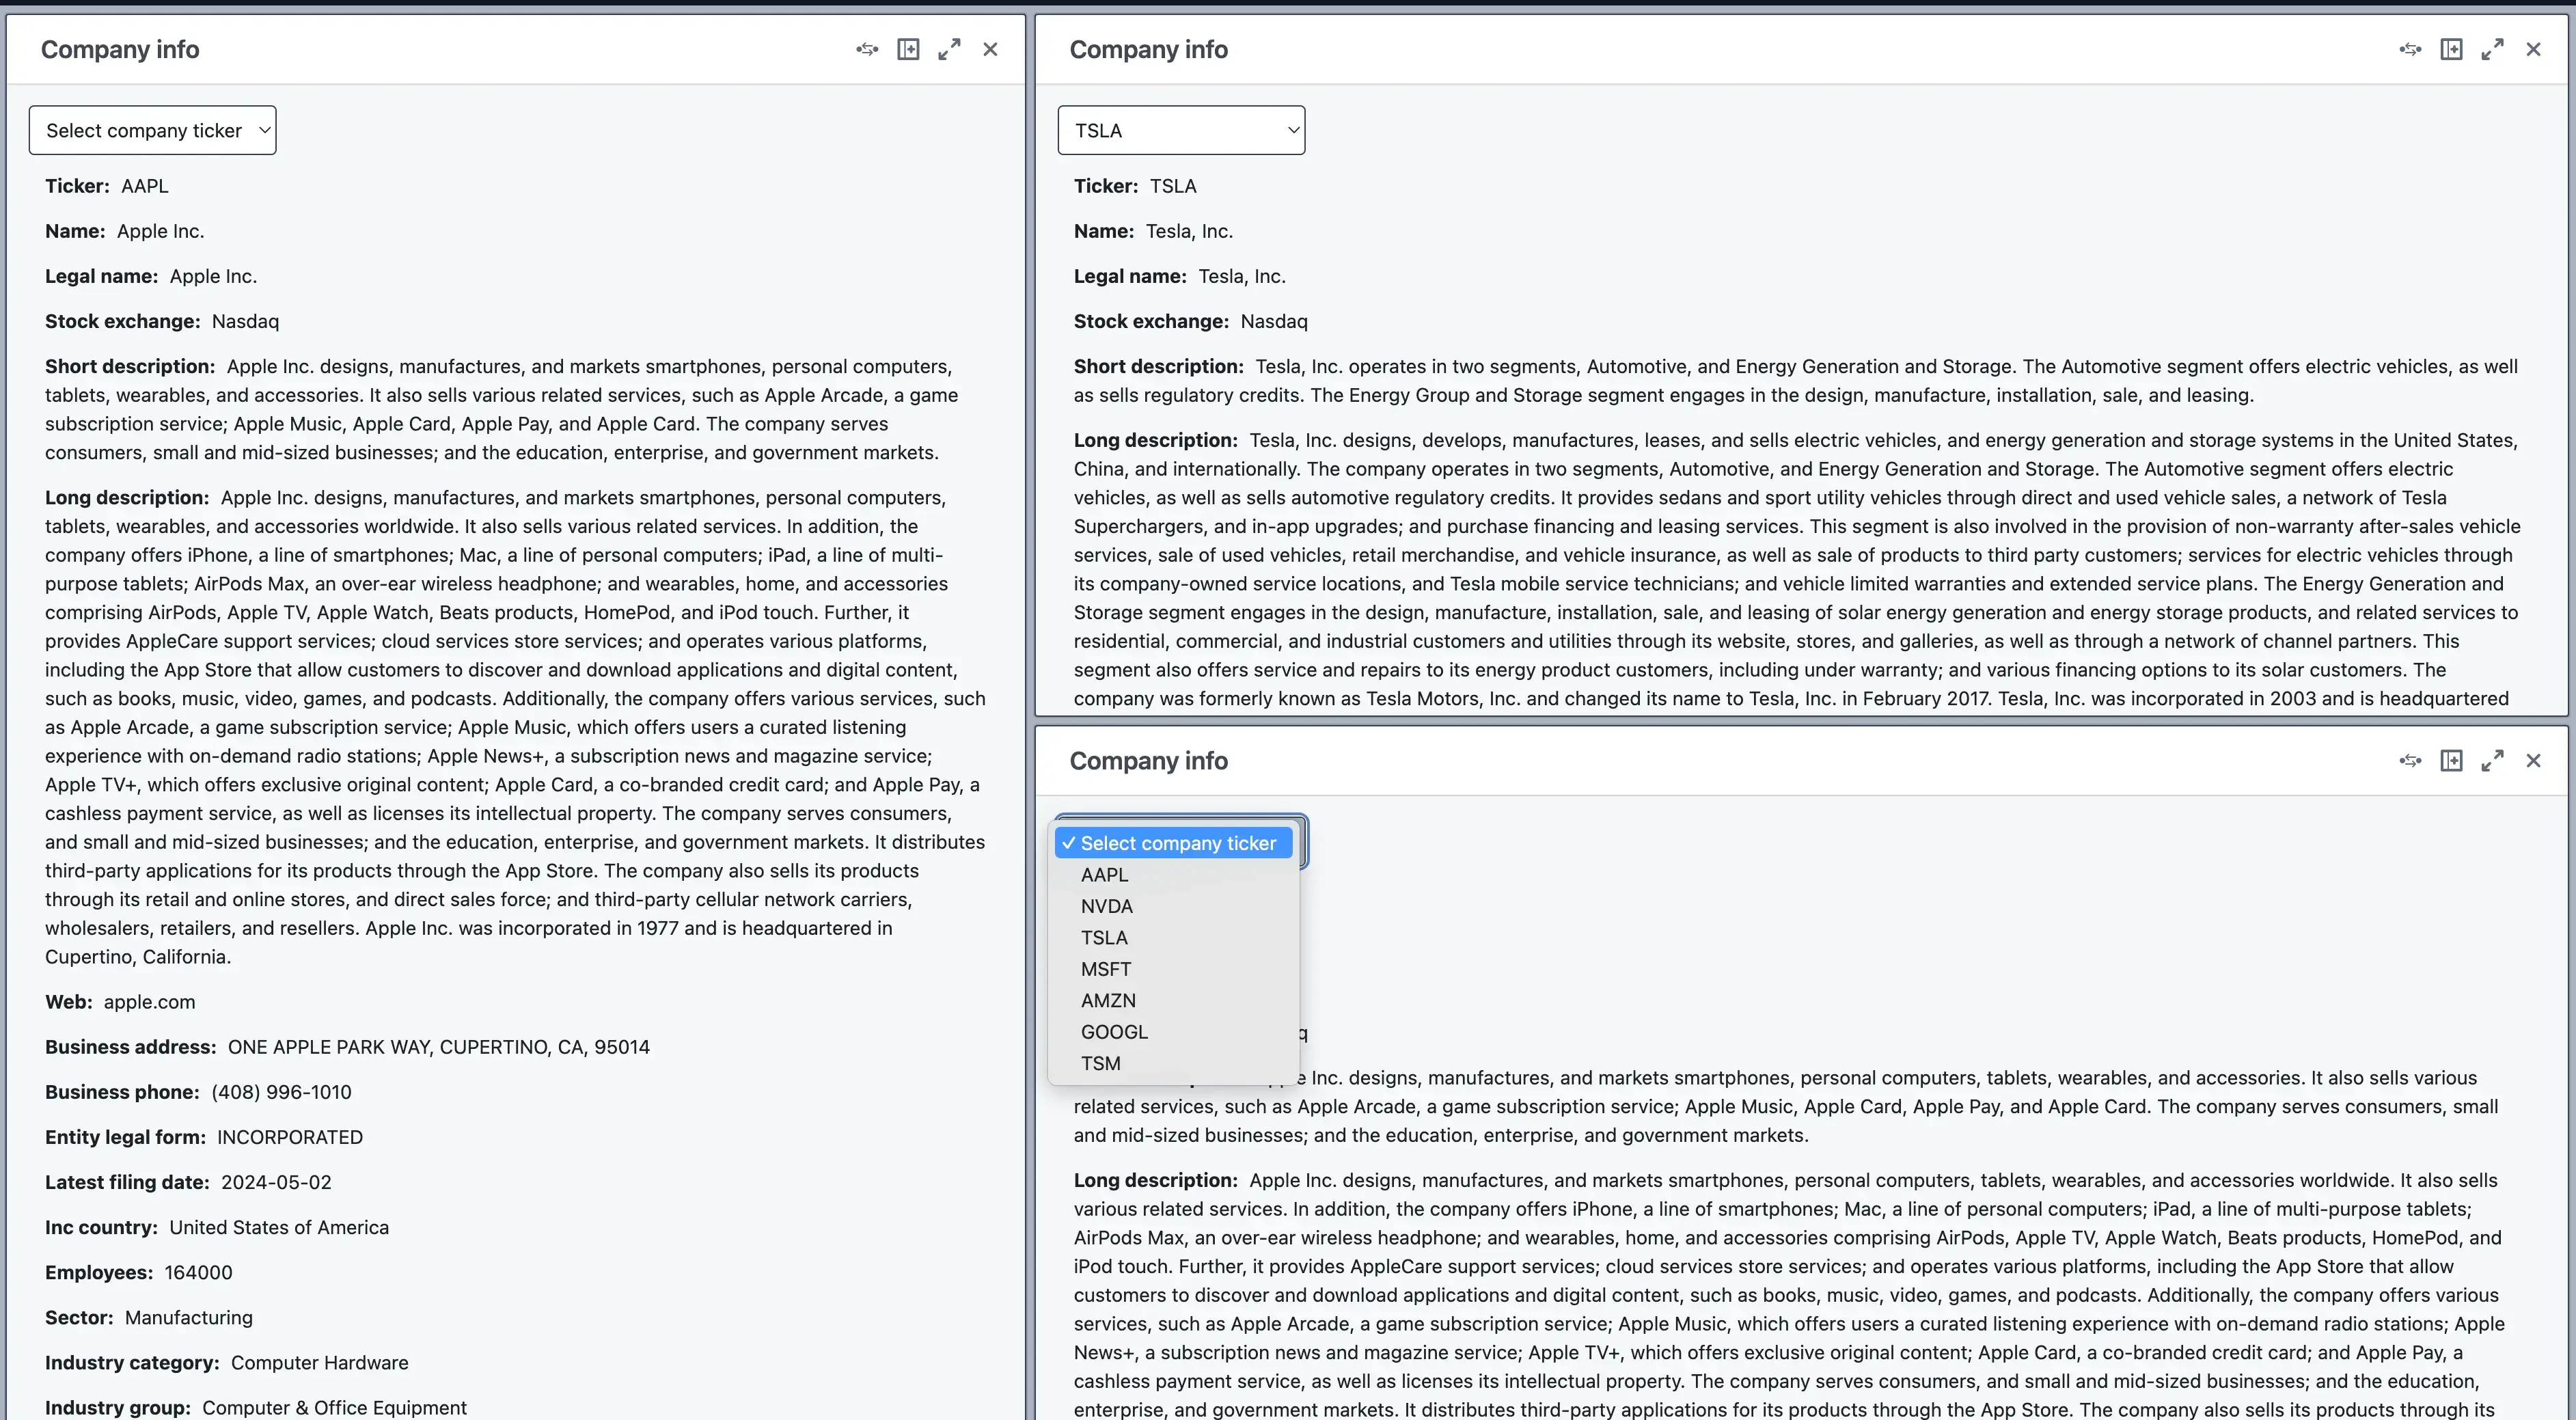 Company info
Select company ticker
Ticker: AAPL
Name: Apple Inc.
Legal name: Apple Inc.
Stock exchange: Nasdaq
Short description: Apple Inc. designs, manufactures, and markets smartphones, personal computers,
tablets, wearables, and accessories. It also sells various related services, such as Apple Arcade, a game
subscription service; Apple Music, Apple Card, Apple Pay, and Apple Card. The company serves
consumers, small and mid-sized businesses; and the education, enterprise, and government markets.
Long description: Apple Inc. designs, manufactures, and markets smartphones, personal computers,
tablets, wearables, and accessories worldwide. It also sells various related services. In addition, the
company offers iPhone, a line of smartphones; Mac, a line of personal computers; iPad, a line of multi-
purpose tablets; AirPods Max, an over-ear wireless headphone; and wearables, home, and accessories
comprising AirPods, Apple TV, Apple Watch, Beats products, HomePod, and iPod touch. Further, it
provides AppleCare support services; cloud services store services; and operates various platforms,
including the App Store that allow customers to discover and download applications and digital content,
such as books, music, video, games, and podcasts. Additionally, the company offers various services, such
as Apple Arcade, a game subscription service; Apple Music, which offers users a curated listening
experience with on-demand radio stations; Apple News+, a subscription news and magazine service;
Apple TV+, which offers exclusive original content; Apple Card, a co-branded credit card; and Apple Pay, a
cashless payment service, as well as licenses its intellectual property. The company serves consumers,
and small and mid-sized businesses; and the education, enterprise, and government markets. It distributes
third-party applications for its products through the App Store. The company also sells its products
through its retail and online stores, and direct sales force; and third-party cellular network carriers,
wholesalers, retailers, and resellers. Apple Inc. was incorporated in 1977 and is headquartered in
Cupertino, California.
Web: apple.com
Business address: ONE APPLE PARK WAY, CUPERTINO, CA, 95014
Business phone: (408) 996-1010
Entity legal form: INCORPORATED
Latest filing date: 2024-05-02
Inc country: United States of America
Employees: 164000
Sector: Manufacturing
Industry category: Computer Hardware
Industry group: Computer & Office Equipment
Company info
TSLA
Ticker: TSLA
Name: Tesla, Inc.
Legal name: Tesla, Inc.
Stock exchange: Nasdaq
Short description: Tesla, Inc. operates in two segments, Automotive, and Energy Generation and Storage. The Automotive segment offers electric vehicles, as well
as sells regulatory credits. The Energy Group and Storage segment engages in the design, manufacture, installation, sale, and leasing.
Long description: Tesla, Inc. designs, develops, manufactures, leases, and sells electric vehicles, and energy generation and storage systems in the United States,
China, and internationally. The company operates in two segments, Automotive, and Energy Generation and Storage. The Automotive segment offers electric
vehicles, as well as sells automotive regulatory credits. It provides sedans and sport utility vehicles through direct and used vehicle sales, a network of Tesla
Superchargers, and in-app upgrades; and purchase financing and leasing services. This segment is also involved in the provision of non-warranty after-sales vehicle
services, sale of used vehicles, retail merchandise, and vehicle insurance, as well as sale of products to third party customers; services for electric vehicles through
its company-owned service locations, and Tesla mobile service technicians; and vehicle limited warranties and extended service plans. The Energy Generation and
Storage segment engages in the design, manufacture, installation, sale, and leasing of solar energy generation and energy storage products, and related services to
residential, commercial, and industrial customers and utilities through its website, stores, and galleries, as well as through a network of channel partners. This
segment also offers service and repairs to its energy product customers, including under warranty; and various financing options to its solar customers. The
company was formerly known as Tesla Motors, Inc. and changed its name to Tesla, Inc. in February 2017. Tesla, Inc. was incorporated in 2003 and is headquartered
Company info
✓ Select company ticker
AAPL
NVDA
TSLA
MSFT
AMZN
GOOGL
TSM
Inc. designs, manufactures, and markets smartphones, personal computers, tablets, wearables, and accessories. It also sells various
related services, such as Apple Arcade, a game subscription service; Apple Music, Apple Card, Apple Pay, and Apple Card. The company serves consumers, small
and mid-sized businesses; and the education, enterprise, and government markets.
Long description: Apple Inc. designs, manufactures, and markets smartphones, personal computers, tablets, wearables, and accessories worldwide. It also sells
various related services. In addition, the company offers iPhone, a line of smartphones; Mac, a line of personal computers; iPad, a line of multi-purpose tablets;
AirPods Max, an over-ear wireless headphone; and wearables, home, and accessories comprising AirPods, Apple TV, Apple Watch, Beats products, HomePod, and
iPod touch. Further, it provides AppleCare support services; cloud services store services; and operates various platforms, including the App Store that allow
customers to discover and download applications and digital content, such as books, music, video, games, and podcasts. Additionally, the company offers various
services, such as Apple Arcade, a game subscription service; Apple Music, which offers users a curated listening experience with on-demand radio stations; Apple
News+, a subscription news and magazine service; Apple TV+, which offers exclusive original content; Apple Card, a co-branded credit card; and Apple Pay, a
cashless payment service, as well as licenses its intellectual property. The company serves consumers, and small and mid-sized businesses; and the education,
enterprise, and government markets. It distributes third-party applications for its products through the App Store. The company also sells its products through its